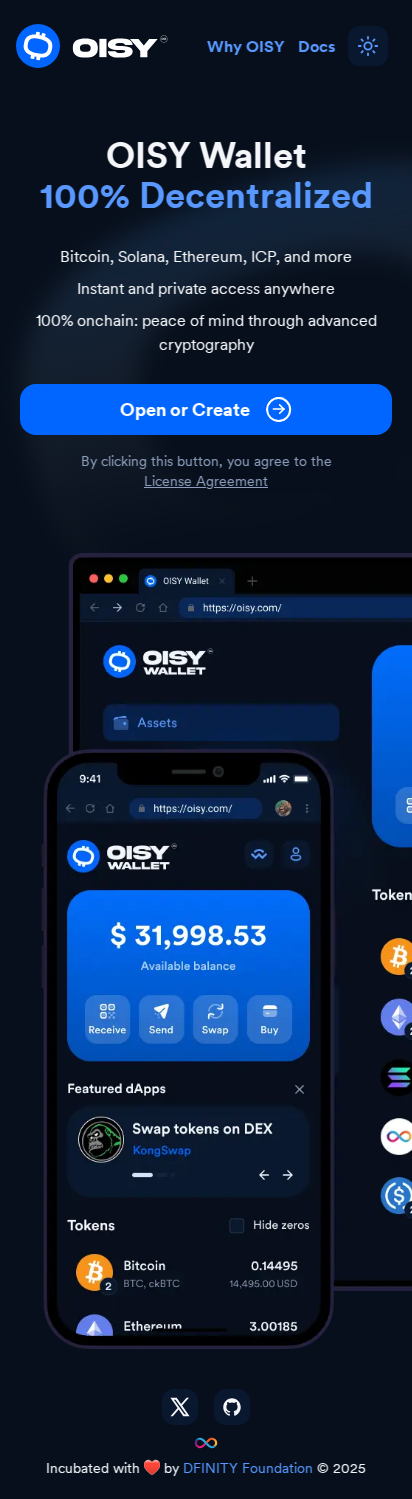 OISY
Why OISY
Docs
OISY Wallet
100% Decentralized
Bitcoin, Solana, Ethereum, ICP, and more
Instant and private access anywhere
100% onchain: peace of mind through advanced
cryptography
Open or Create
By clicking this button, you agree to the
License Agreement
OISY Wallet
https://oisy.com/
OISY
WALLET
Assets
9:41
https://oisy.com/
OISY
WALLET
$ 31,998.53
Available balance
Receive
Send
Swap
Buy
Featured dApps
Swap tokens on DEX
KongSwap
Tokens
Hide zeros
Bitcoin
0.14495
2
BTC, ckBTC
14,495.00 USD
Ethereum
3.00185
Token
Incubated with ❤️ by DFINITY Foundation © 2025